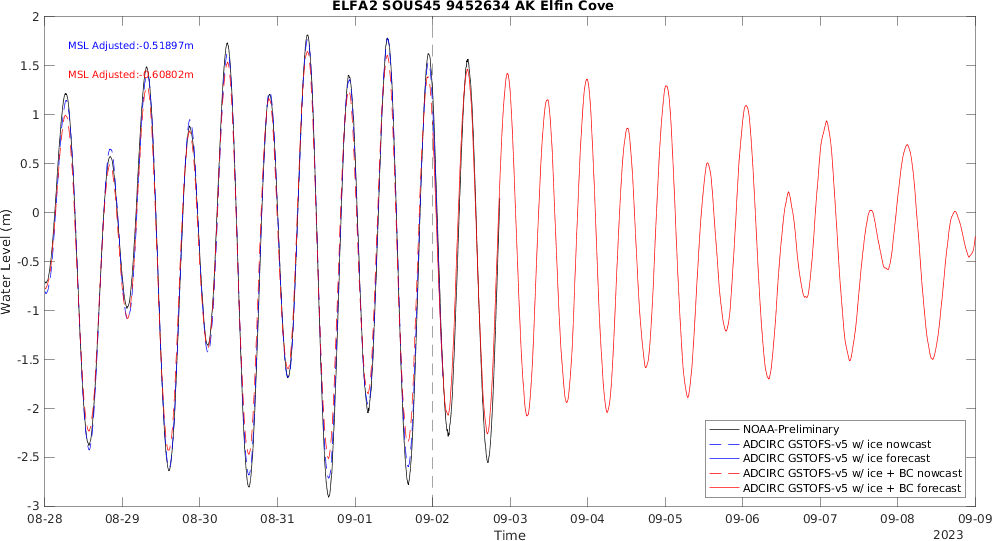 ELFA2 SOUS45 9452634 AK Elfin Cove
2
1.5
1
0.5
0
-0.5
-1
-1.5
-2
-2.5
-3
Water Level (m)
MSL Adjusted:-0.51897m
MSL Adjusted:-0.60802m
NOAA-Preliminary
ADCIRC GSTOFS-v5 w/ ice nowcast
ADCIRC GSTOFS-v5 w/ ice forecast
ADCIRC GSTOFS-v5 w/ ice + BC nowcast
ADCIRC GSTOFS-v5 w/ ice + BC forecast
08-28 08-29 08-30 08-31 09-01 09-02 09-03 09-04 09-05 09-06 09-07 09-08 09-09
Time
2023